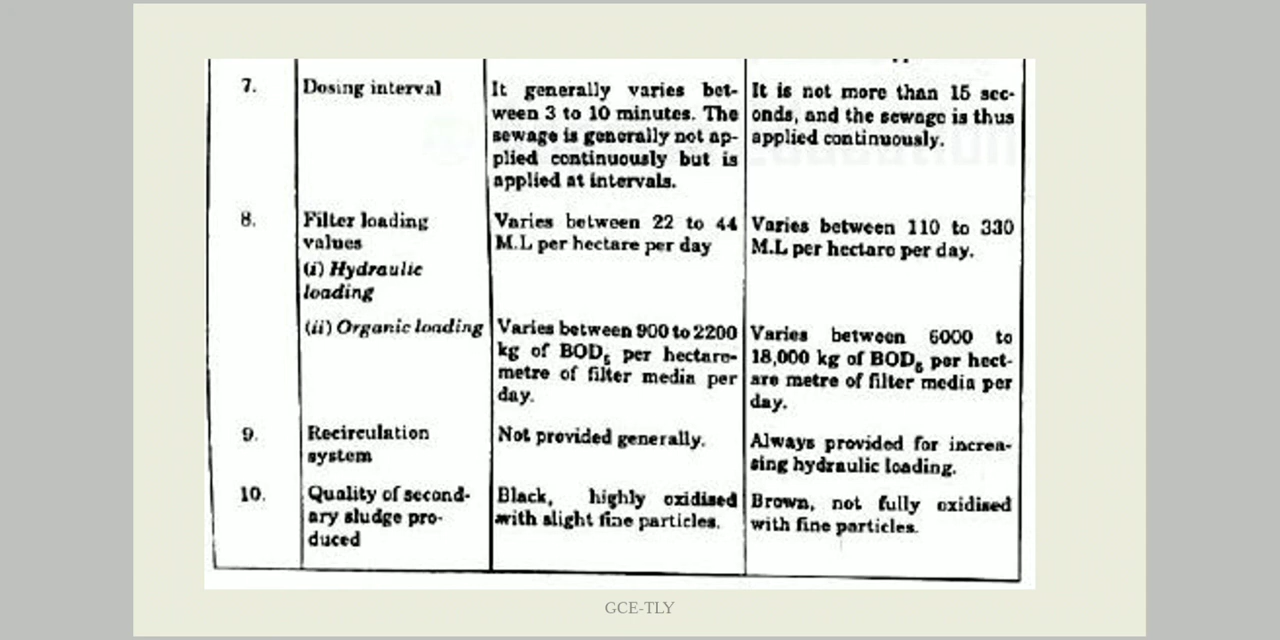 7.
Dosing interval
It generally varies bet-
ween 3 to 10 minutes. The
sewage is generally not ap-
plied continuously but is
applied at intervals.
It is not more than 15 sec-
onds, and the sewage is thus
applied continuously.
8.
Filter loading
values
(i) Hydraulic
loading
Varies between 22 to 44
M.L per hectare per day
Varies between 110 to 330
M.L per hectare per day.
(ii) Organic loading
Varies between 900 to 2200
kg of BOD5 per hectare-
metre of filter media per
day.
Varies between 6000 to
18,000 kg of BOD5 per hect-
are metre of filter media per
day.
9.
Recirculation
system
Not provided generally.
Always provided for increa-
sing hydraulic loading.
10.
Quality of second-
ary sludge pro-
duced
Black, highly oxidised
with slight fine particles.
Brown, not fully oxidised
with fine particles.
GCE-TLY